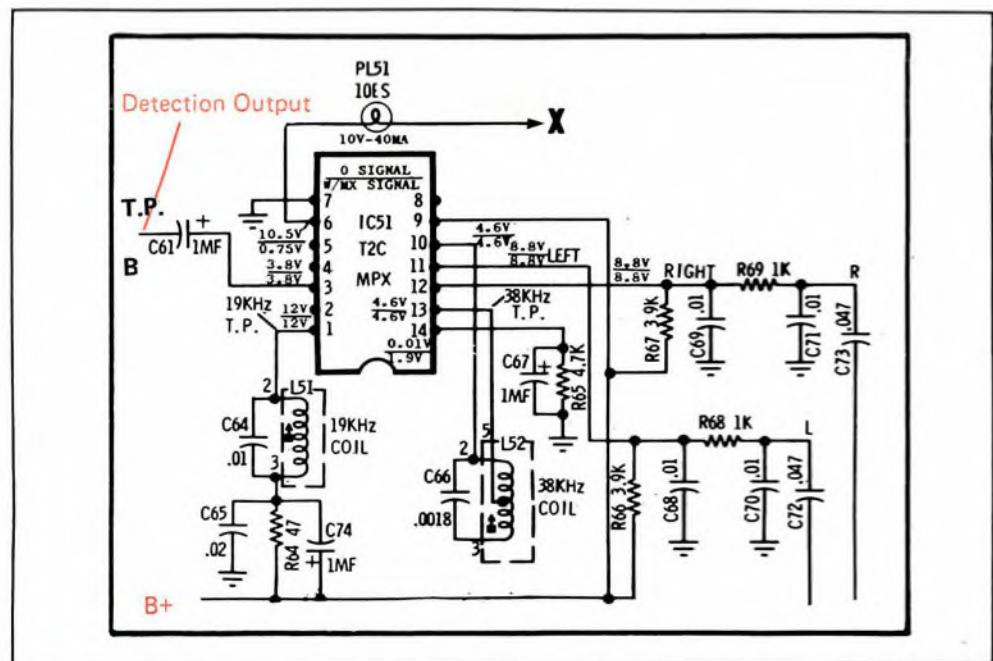 PL51
10ES
10V-40MA
X
Detection Output
T.P.
B
C61
+
1MF
0 SIGNAL
W/MX SIGNAL
IC51
T2C
MPX
7
6
5
4
3
2
1
8
9
10
11
12
13
14
10.5V
0.75V
3.8V
3.8V
12V
12V
4.6V
4.6V
8.8V
8.8V
LEFT
8.8V
8.8V
RIGHT
4.6V
4.6V
0.01V
1.9V
19KHz
T.P.
38KHz
T.P.
R69 1K
R
R67 3.9K
C69
.01
C71
.01
C73
.047
C67
+
1MF
R65 4.7K
2
L51
C64
.01
19KHz
COIL
3
C65
.02
R64 47
C74
+
1MF
5
2
L52
C66
.0018
38KHz
COIL
3
R68 1K
L
R66 3.9K
C68
.01
C70
.01
C72
.047
B+